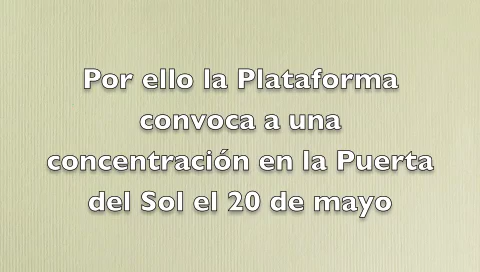 Por ello la Plataforma
convoca a una
concentración en la Puerta
del Sol el 20 de mayo